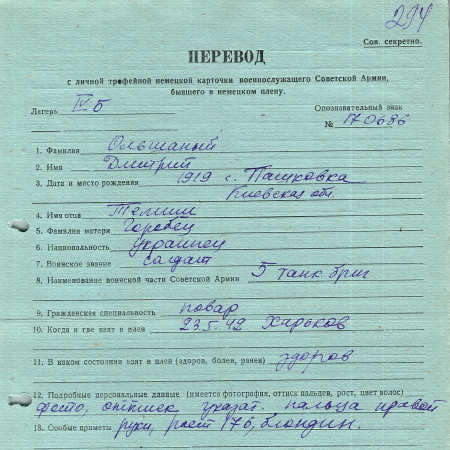 294
Сов. секретно.
ПЕРЕВОД
с личной трофейной немецкой карточки военнослужащего Советской Армии,
бывшего в немецком плену.
Лагерь IV Б Опознавательный знак
№ 170686
1. Фамилия Ольшаный
2. Имя Дмитрий
3. Дата и место рождения 1919 с. Пашковка
Киевская обл.
4. Имя отца
5. Фамилия матери Горобец
6. Национальность Украинец
7. Воинское звание солдат
8. Наименование воинской части Советской Армии 5 танк бриг
9. Гражданская специальность повар
10. Когда и где взят в плен 23.5.42 Харьков
11. В каком состоянии взят в плен (здоров, болен, ранен) здоров
12. Подробные персональные данные (имеется фотография, оттиск пальцев, рост, цвет волос)
фото, оттиск указат. пальца правой
13. Особые приметы руки, рост 176, блондин.